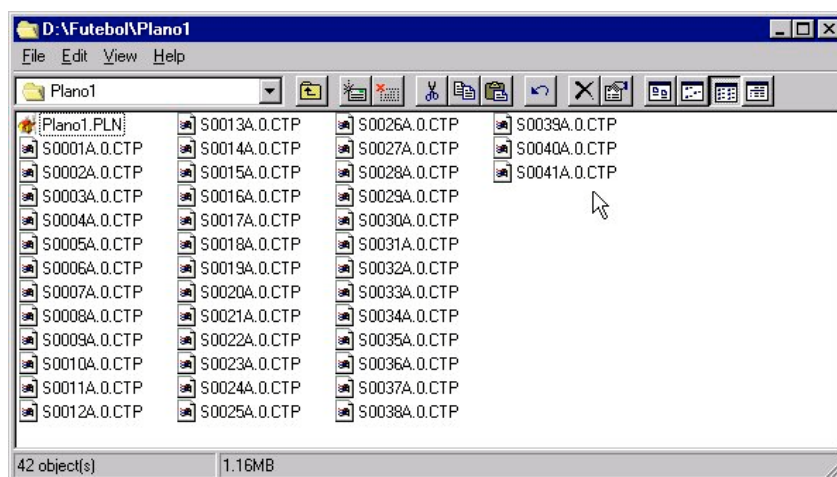 D:\Futebol\Plano1
File Edit View Help
Plano1
Plano1.PLN S0013A.0.CTP S0026A.0.CTP S0039A.0.CTP
S0001A.0.CTP S0014A.0.CTP S0027A.0.CTP S0040A.0.CTP
S0002A.0.CTP S0015A.0.CTP S0028A.0.CTP S0041A.0.CTP
S0003A.0.CTP S0016A.0.CTP S0029A.0.CTP
S0004A.0.CTP S0017A.0.CTP S0030A.0.CTP
S0005A.0.CTP S0018A.0.CTP S0031A.0.CTP
S0006A.0.CTP S0019A.0.CTP S0032A.0.CTP
S0007A.0.CTP S0020A.0.CTP S0033A.0.CTP
S0008A.0.CTP S0021A.0.CTP S0034A.0.CTP
S0009A.0.CTP S0022A.0.CTP S0035A.0.CTP
S0010A.0.CTP S0023A.0.CTP S0036A.0.CTP
S0011A.0.CTP S0024A.0.CTP S0037A.0.CTP
S0012A.0.CTP S0025A.0.CTP S0038A.0.CTP
42 object(s) 1.16MB